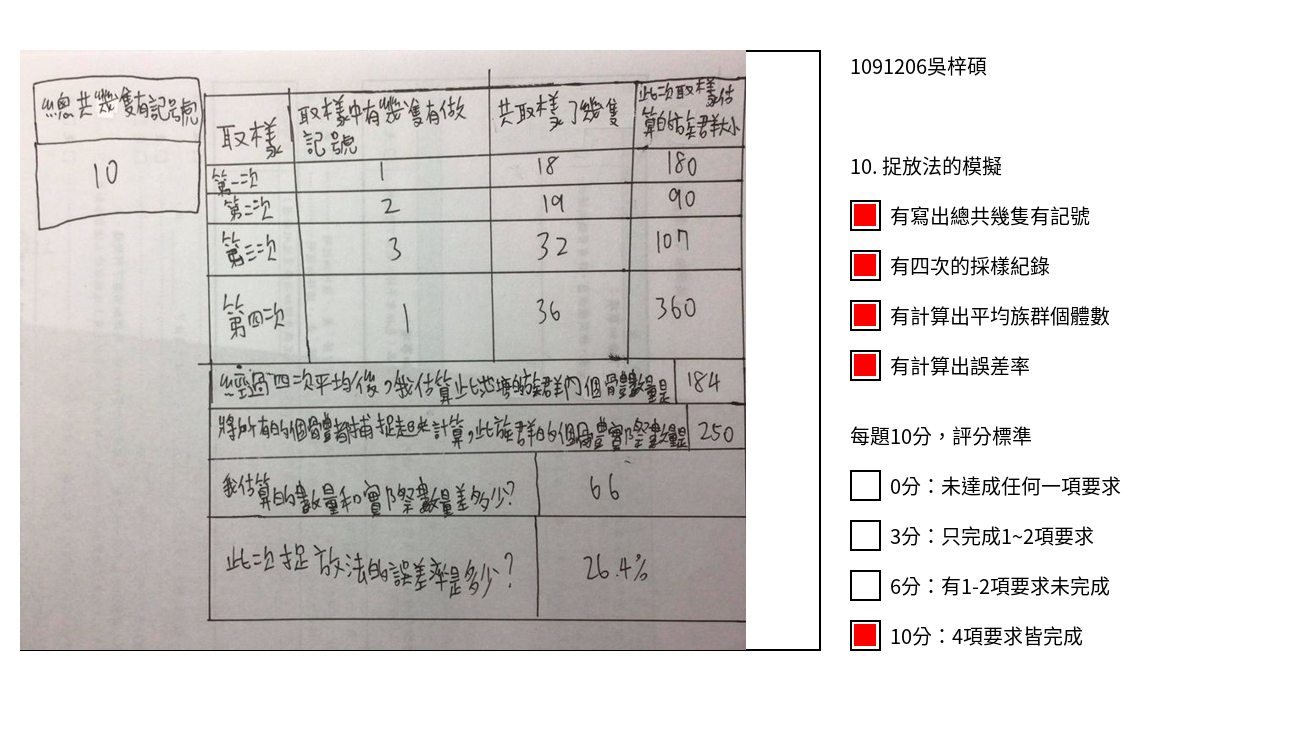 總共幾隻有記號
10
取樣
取樣中有幾隻有做
記號
共取樣了幾隻
此次取樣估
算的族群大小
第一次
1
18
180
第二次
2
19
90
第三次
3
32
107
第四次
1
36
360
經過四次平均後,我估算此池塘的族群內個體數量是
184
將所有的個體都捕捉起來計算,此族群的個體實際數量是
250
我估算的數量和實際數量差多少?
66
此次捉放法的誤差率是多少?
26.4%
1091206吳梓碩
10. 捉放法的模擬
有寫出總共幾隻有記號
有四次的採樣紀錄
有計算出平均族群個體數
有計算出誤差率
每題10分,評分標準
0分:未達成任何一項要求
3分:只完成1~2項要求
6分:有1-2項要求未完成
10分:4項要求皆完成